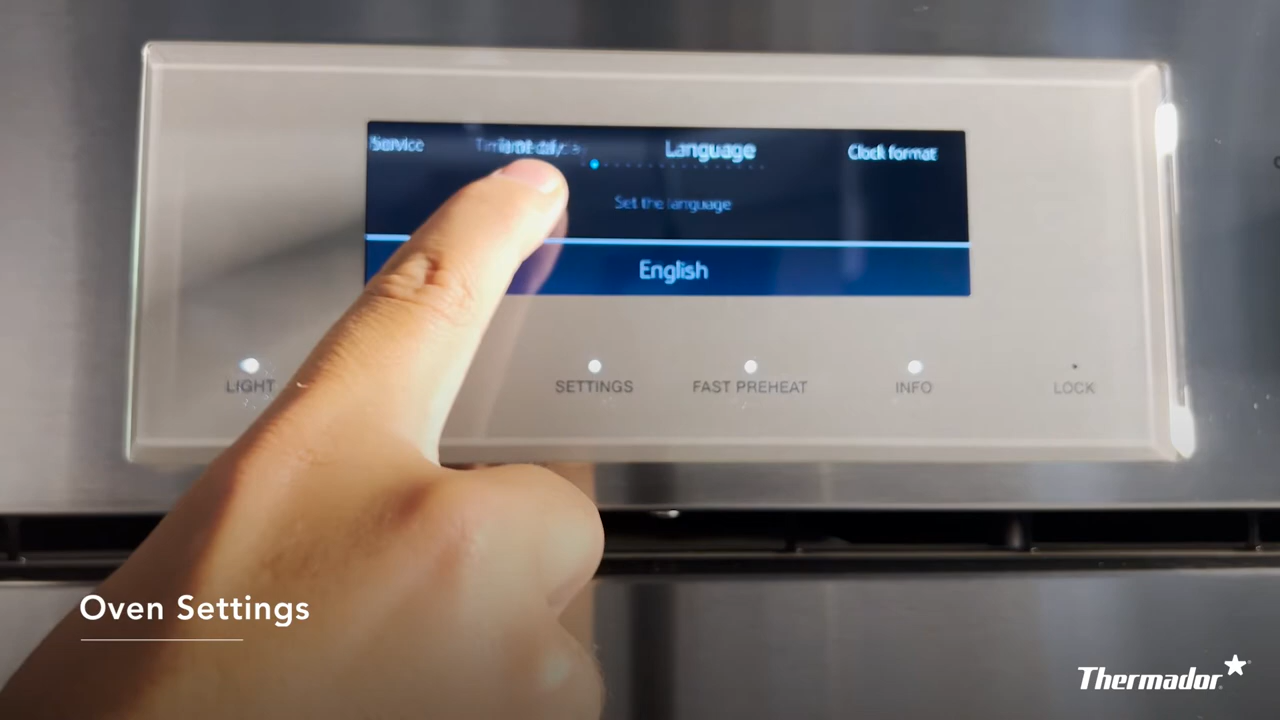 Service
Language
Clock format
Set the language
English
LIGHT
SETTINGS
FAST PREHEAT
INFO
LOCK
Oven Settings
Thermador